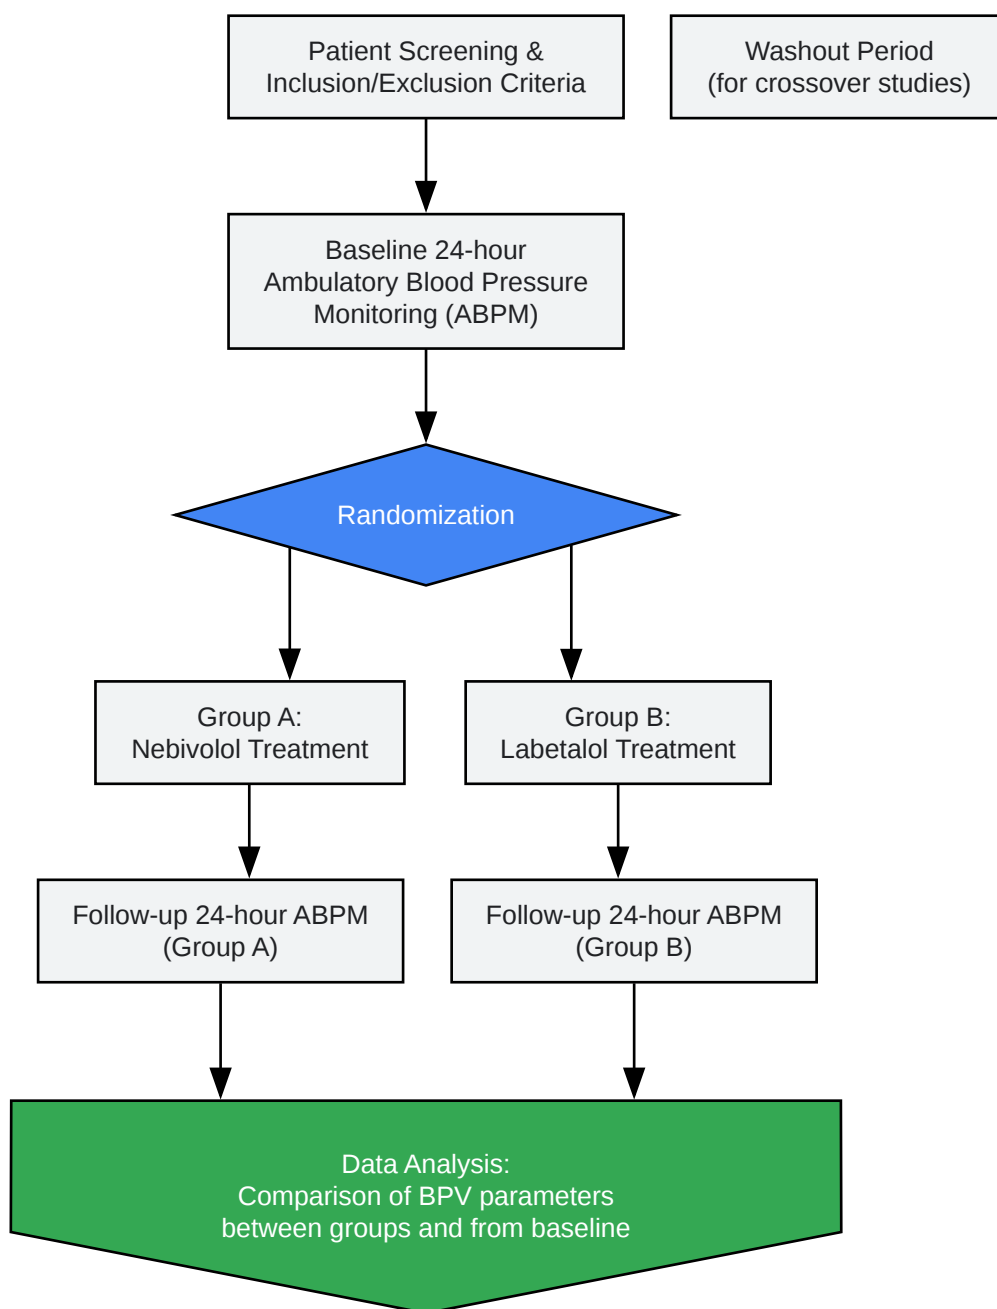 Patient Screening &
Inclusion/Exclusion Criteria
Washout Period
(for crossover studies)
Baseline 24-hour
Ambulatory Blood Pressure
Monitoring (ABPM)
Randomization
Group A:
Nebivolol Treatment
Group B:
Labetalol Treatment
Follow-up 24-hour ABPM
(Group A)
Follow-up 24-hour ABPM
(Group B)
Data Analysis:
Comparison of BPV parameters
between groups and from baseline